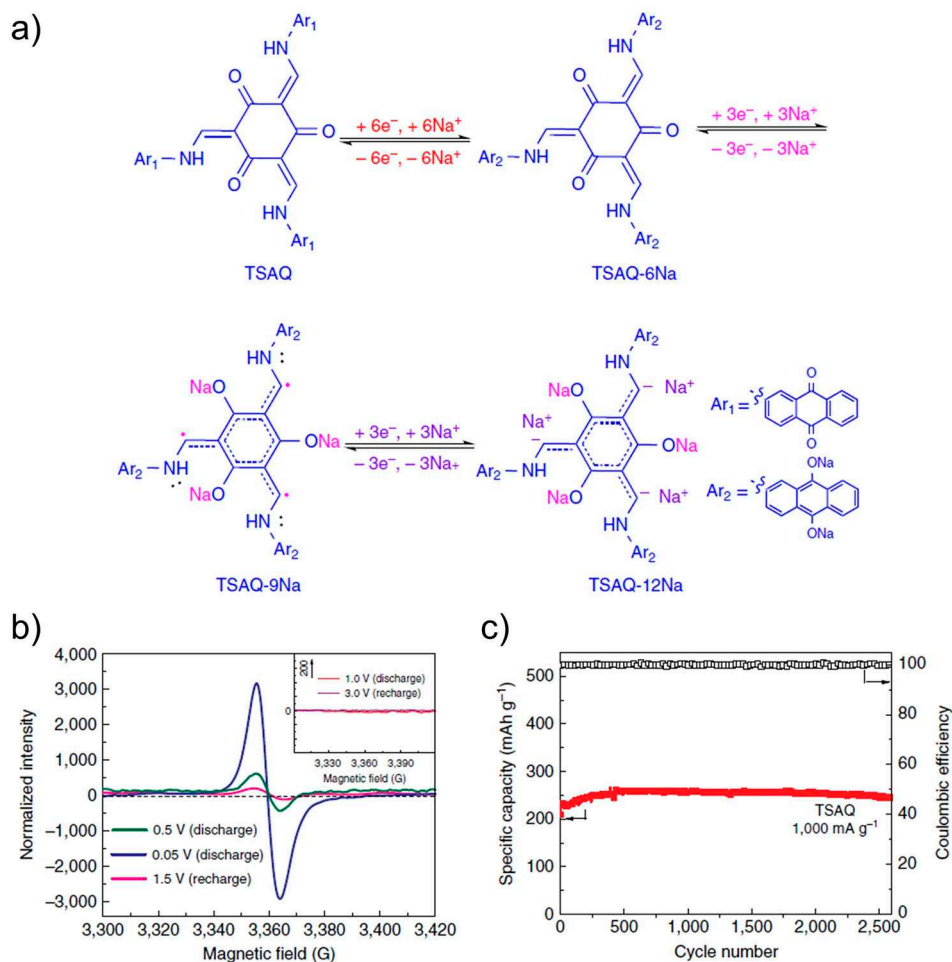 a)
Ar1
HN
O
O
O
NH
Ar1
HN
Ar1
TSAQ
+ 6e⁻, + 6Na⁺
− 6e⁻, − 6Na⁺
Ar2
HN
O
O
O
NH
Ar2
HN
Ar2
TSAQ-6Na
+ 3e⁻, + 3Na⁺
− 3e⁻, − 3Na⁺
Ar2
HN
NaO
ONa
NH
Ar2
NaO
HN
Ar2
TSAQ-9Na
+ 3e⁻, + 3Na⁺
− 3e⁻, − 3Na+
Ar2
HN
NaO
− Na⁺
Na⁺
−
ONa
NH
Ar2
NaO
− Na⁺
HN
Ar2
TSAQ-12Na
Ar1 =
O
O
Ar2 =
ONa
ONa
b)
4,000
3,000
2,000
1,000
0
−1,000
−2,000
−3,000
Normalized intensity
200
0
1.0 V (discharge)
3.0 V (recharge)
3,330 3,360 3,390
Magnetic field (G)
0.5 V (discharge)
0.05 V (discharge)
1.5 V (recharge)
3,300 3,320 3,340 3,360 3,380 3,400 3,420
Magnetic field (G)
c)
500
400
300
200
100
0
Specific capacity (mAh g⁻¹)
TSAQ
1,000 mA g⁻¹
100
80
60
40
20
0
Coulombic efficiency
0 500 1,000 1,500 2,000 2,500
Cycle number